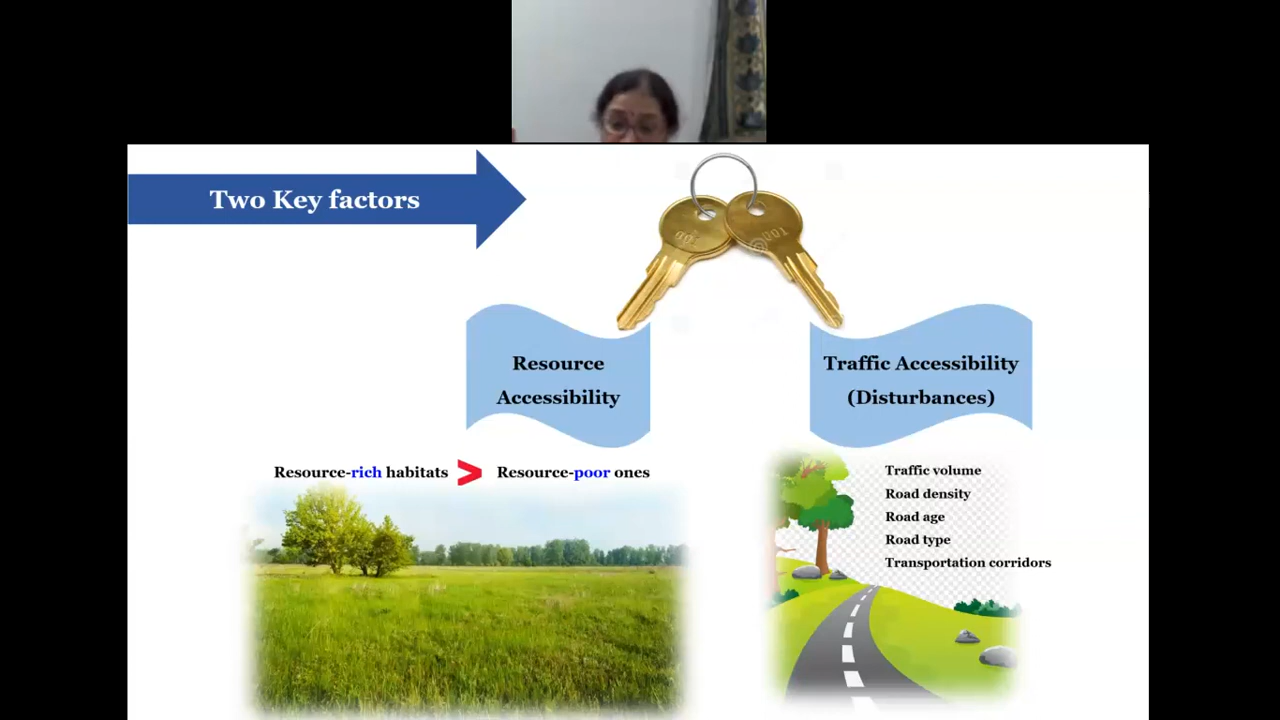 Two Key factors
Resource
Accessibility
Traffic Accessibility
(Disturbances)
Resource-rich habitats > Resource-poor ones
Traffic volume
Road density
Road age
Road type
Transportation corridors